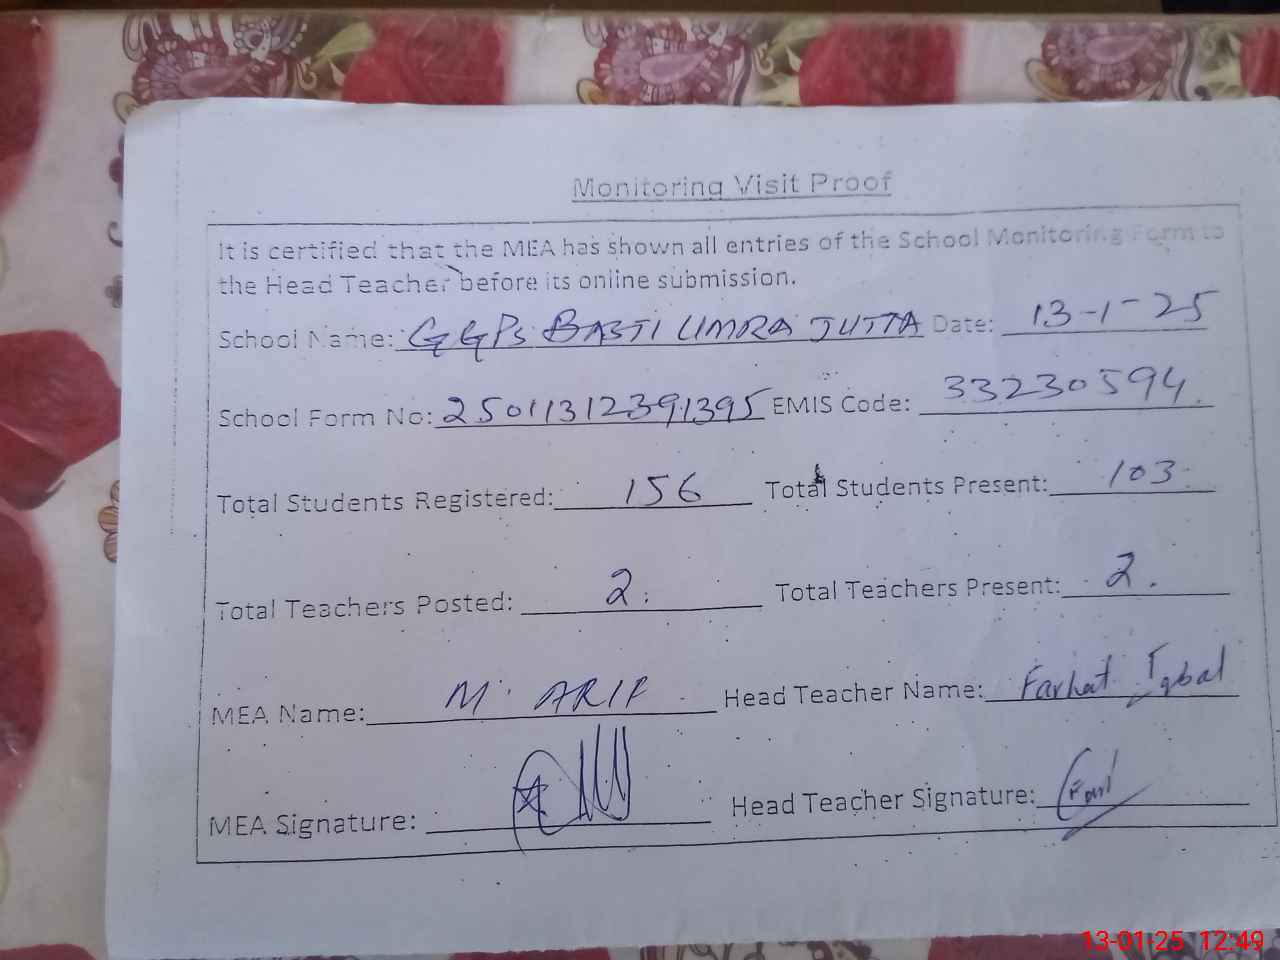 Monitoring Visit Proof
It is certified that the MEA has shown all entries of the School Monitoring Form to
the Head Teacher before its online submission.
School Name: GGPS BASTI UMRA JUTTA Date: 13-1-25
School Form No: 25011312391395 EMIS Code: 33230594
Total Students Registered: 156 Total Students Present: 103
Total Teachers Posted: 2. Total Teachers Present: 2.
MEA Name: M. ARIF Head Teacher Name: Farhat Iqbal
MEA Signature: Head Teacher Signature:
13-01-25 12:49